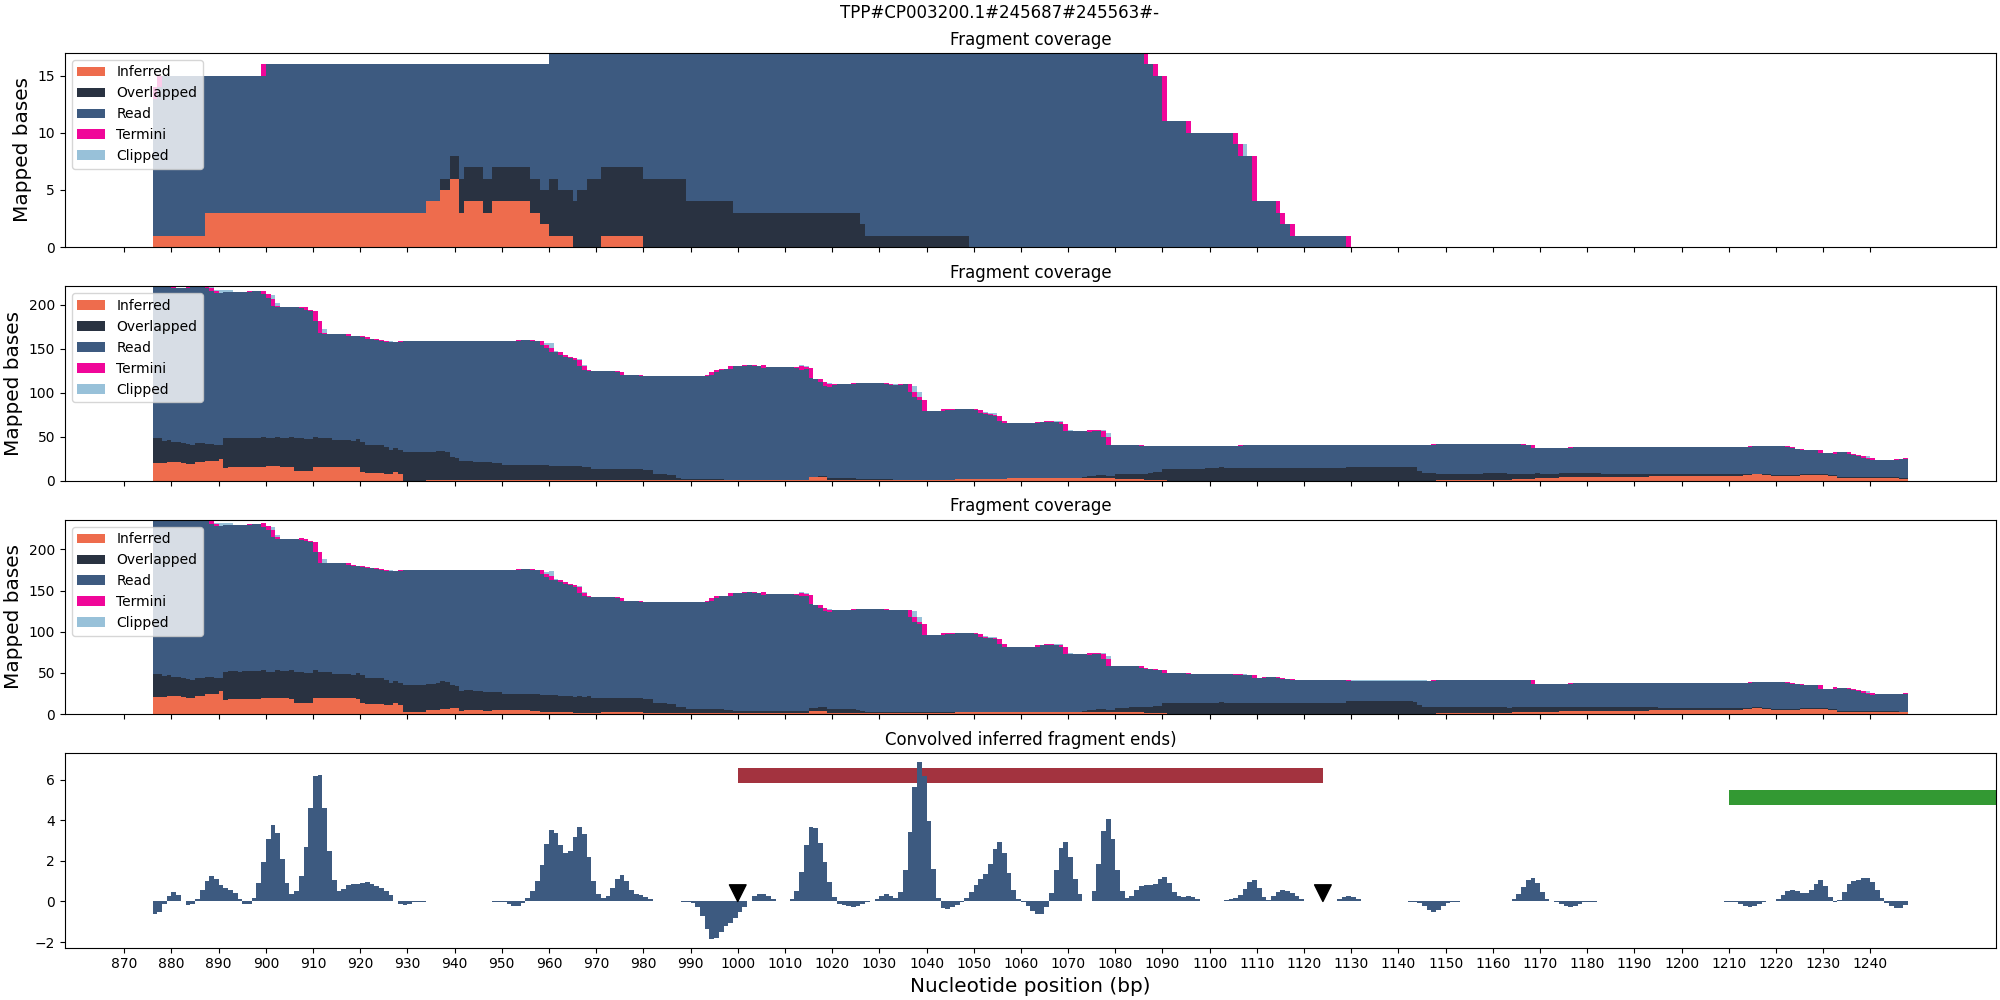 TPP#CP003200.1#245687#245563#-
Fragment coverage
Mapped bases
15
10
5
0
Inferred
Overlapped
Read
Termini
Clipped
Fragment coverage
Mapped bases
200
150
100
50
0
Inferred
Overlapped
Read
Termini
Clipped
Fragment coverage
Mapped bases
200
150
100
50
0
Inferred
Overlapped
Read
Termini
Clipped
Convolved inferred fragment ends)
6
4
2
0
−2
870 880 890 900 910 920 930 940 950 960 970 980 990 1000 1010 1020 1030 1040 1050 1060 1070 1080 1090 1100 1110 1120 1130 1140 1150 1160 1170 1180 1190 1200 1210 1220 1230 1240
Nucleotide position (bp)